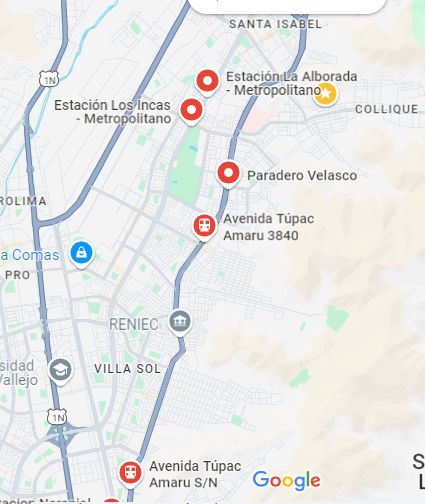 SANTA ISABEL
1N
Estación La Alborada
- Metropolitano
Estación Los Incas
- Metropolitano
COLLIQUE
Paradero Velasco
ROLIMA
Avenida Túpac
Amaru 3840
a Comas
PRO
RENIEC
sidad
Vallejo
VILLA SOL
1N
Avenida Túpac
Amaru S/N
Google
S
L